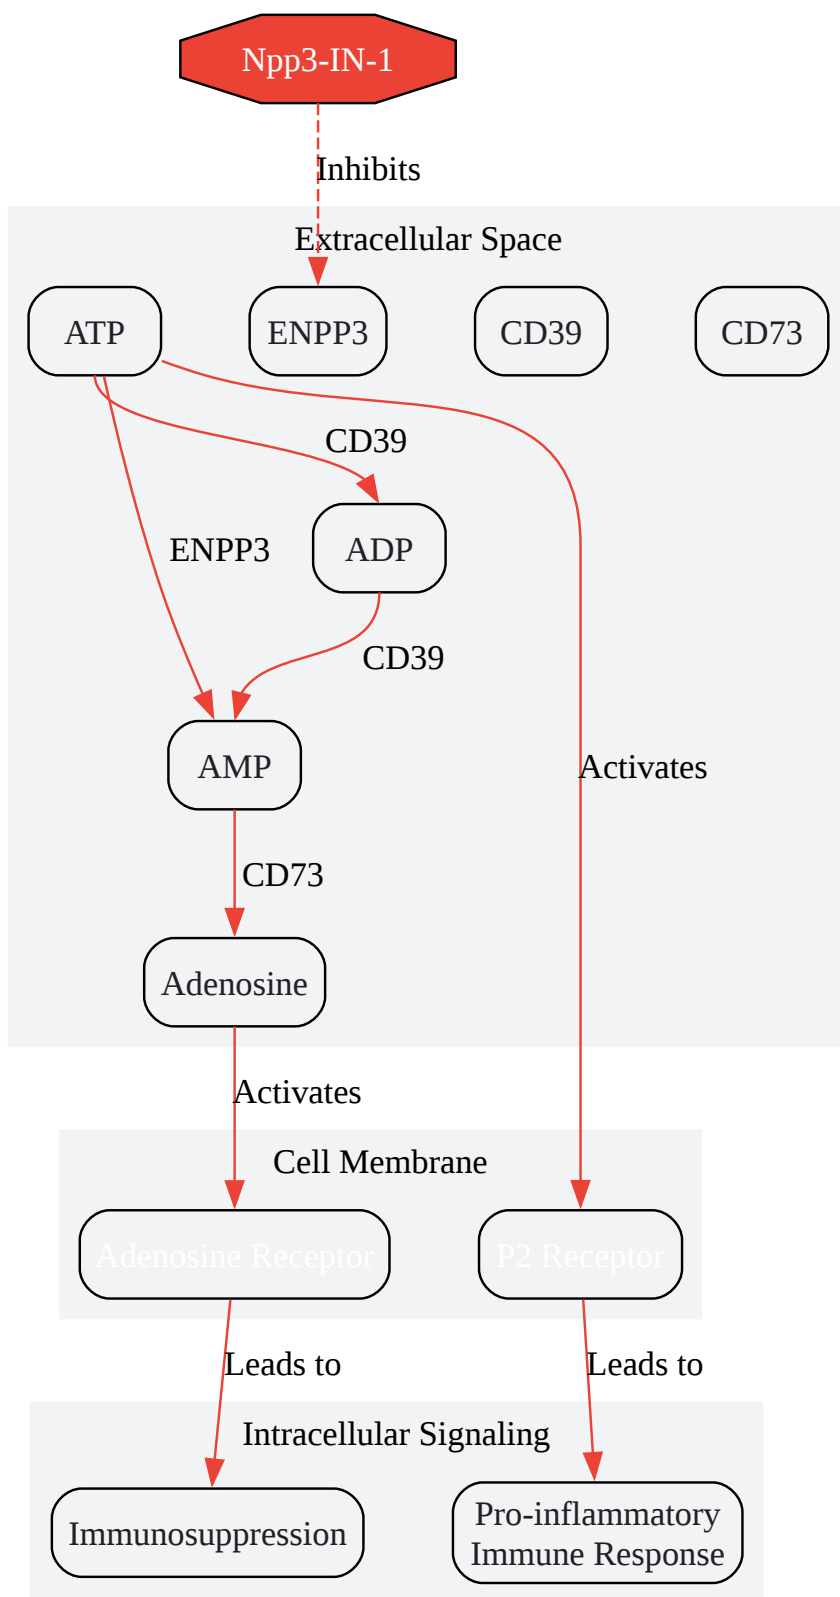 Npp3-IN-1
Inhibits
Extracellular Space
ATP
ENPP3
CD39
CD73
CD39
ENPP3
ADP
CD39
AMP
Activates
CD73
Adenosine
Activates
Cell Membrane
Adenosine Receptor
P2 Receptor
Leads to
Leads to
Intracellular Signaling
Immunosuppression
Pro-inflammatory
Immune Response